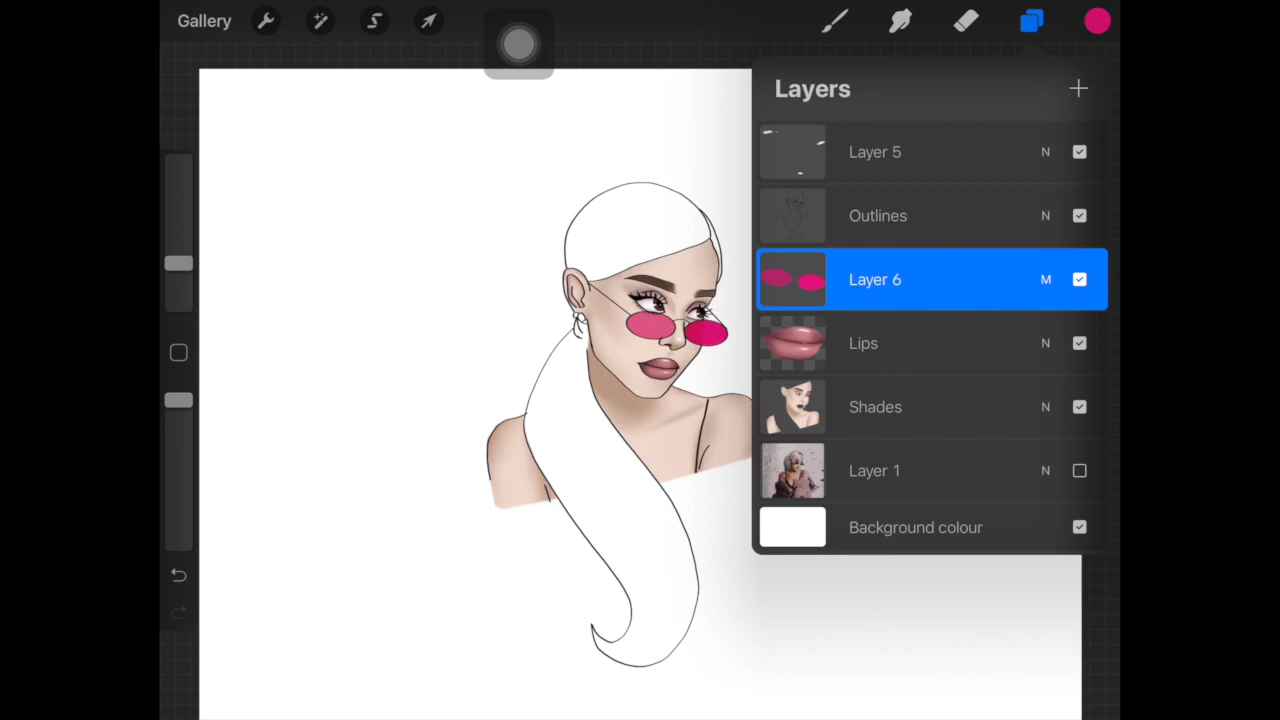 Gallery
Layers
Layer 5 N
Outlines N
Layer 6 M
Lips N
Shades N
Layer 1 N
Background colour